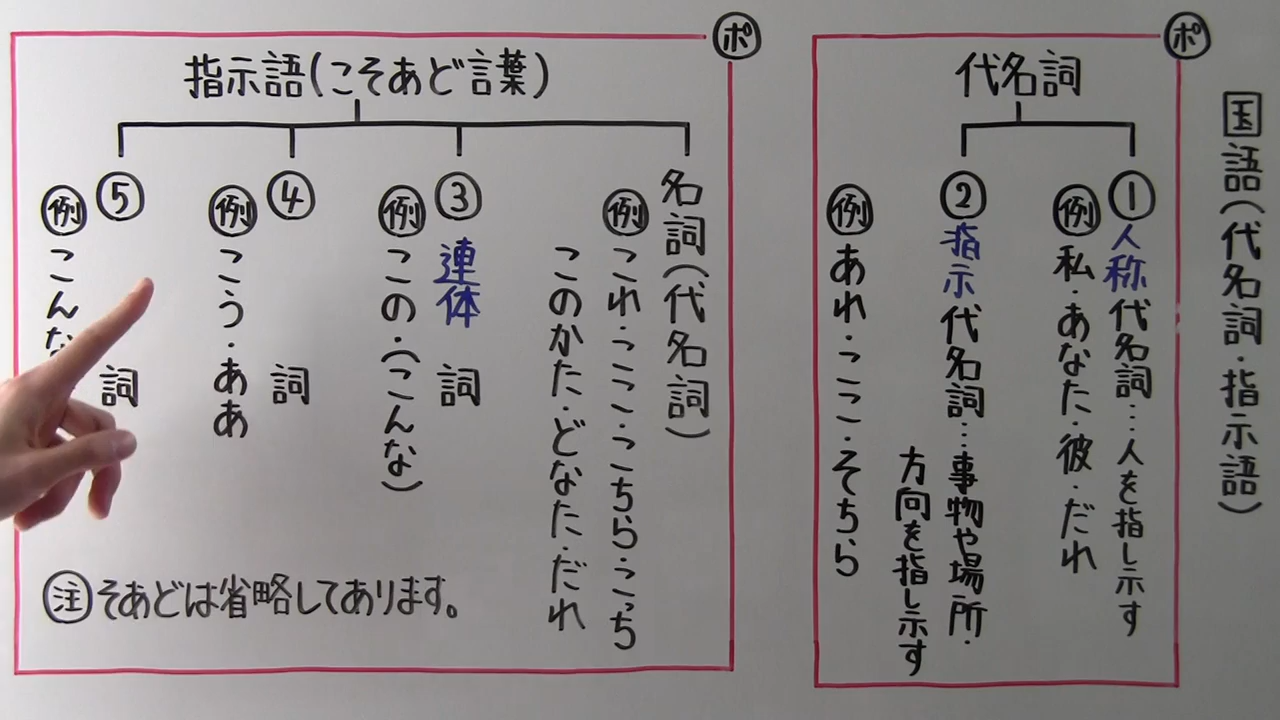 国語(代名詞・指示語)
ポ
代名詞
①人称代名詞…人を指し示す
例私・あなた・彼・だれ
②指示代名詞…事物や場所・
方向を指し示す
例あれ・ここ・そちら
ポ
指示語(こそあど言葉)
名詞(代名詞)
例これ・ここ・こちら・こっち
このかた・どなた・だれ
③連体 詞
例この・(こんな)
④ 詞
例こう・ああ
⑤ 詞
例こんな
注そあどは省略してあります。